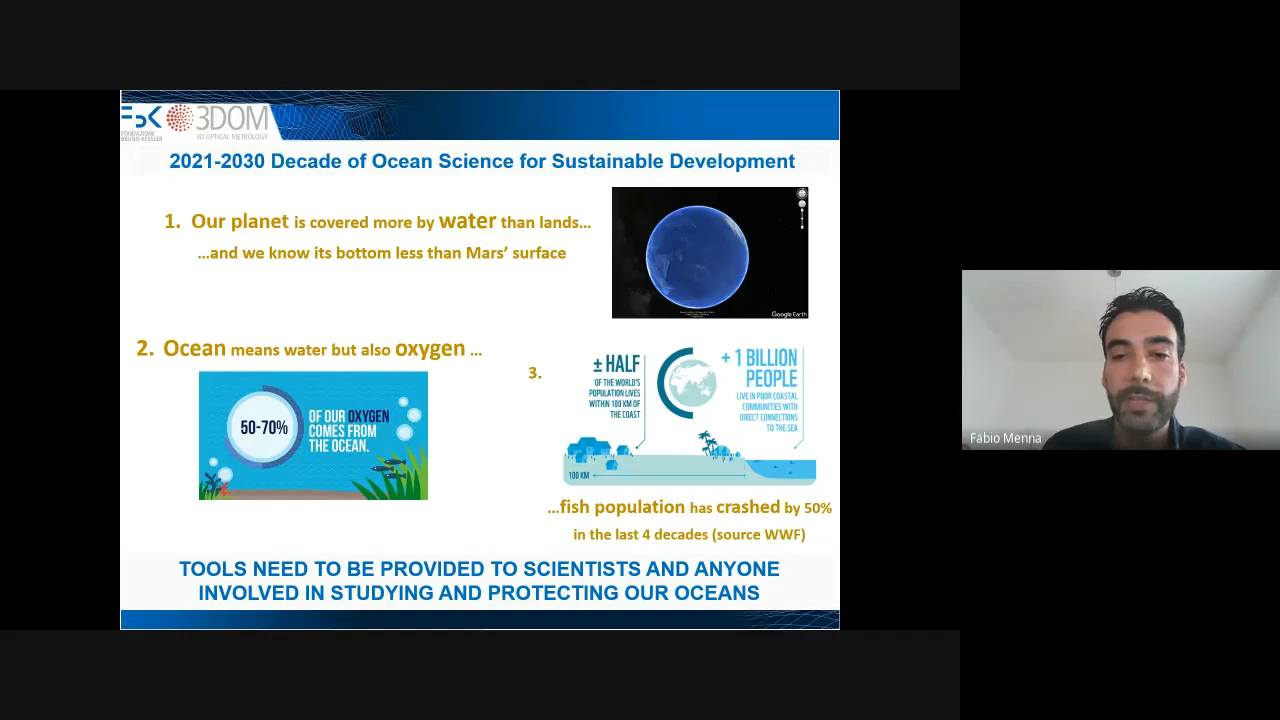 FBK
FONDAZIONE
BRUNO KESSLER
3DOM
3D OPTICAL METROLOGY
2021-2030 Decade of Ocean Science for Sustainable Development
1. Our planet is covered more by water than lands…
…and we know its bottom less than Mars’ surface
Google Earth
2. Ocean means water but also oxygen …
50-70%
OF OUR OXYGEN
COMES FROM
THE OCEAN.
3.
± HALF
OF THE WORLD'S
POPULATION LIVES
WITHIN 100 KM OF
THE COAST
+ 1 BILLION
PEOPLE
LIVE IN POOR COASTAL
COMMUNITIES WITH
DIRECT CONNECTIONS
TO THE SEA
100 KM
…fish population has crashed by 50%
in the last 4 decades (source WWF)
TOOLS NEED TO BE PROVIDED TO SCIENTISTS AND ANYONE
INVOLVED IN STUDYING AND PROTECTING OUR OCEANS
Fabio Menna